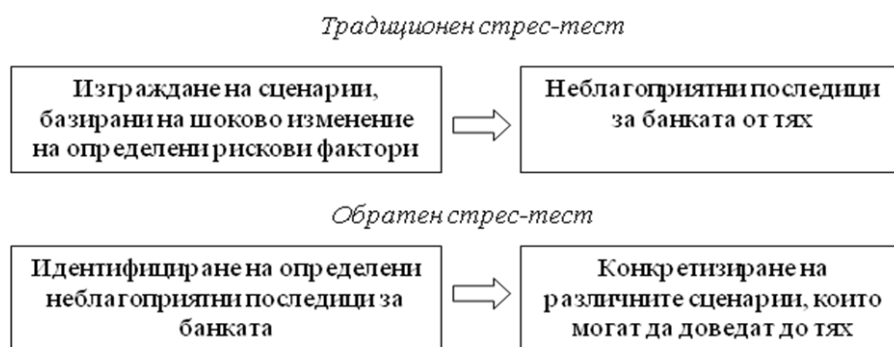 Традиционен стрес-тест
Изграждане на сценарии,
базирани на шоково изменение
на определени рискови фактори
Неблагоприятни последици
за банката от тях
Обратен стрес-тест
Идентифициране на определени
неблагоприятни последици за
банката
Конкретизиране на
различните сценарии, които
могат да доведат до тях